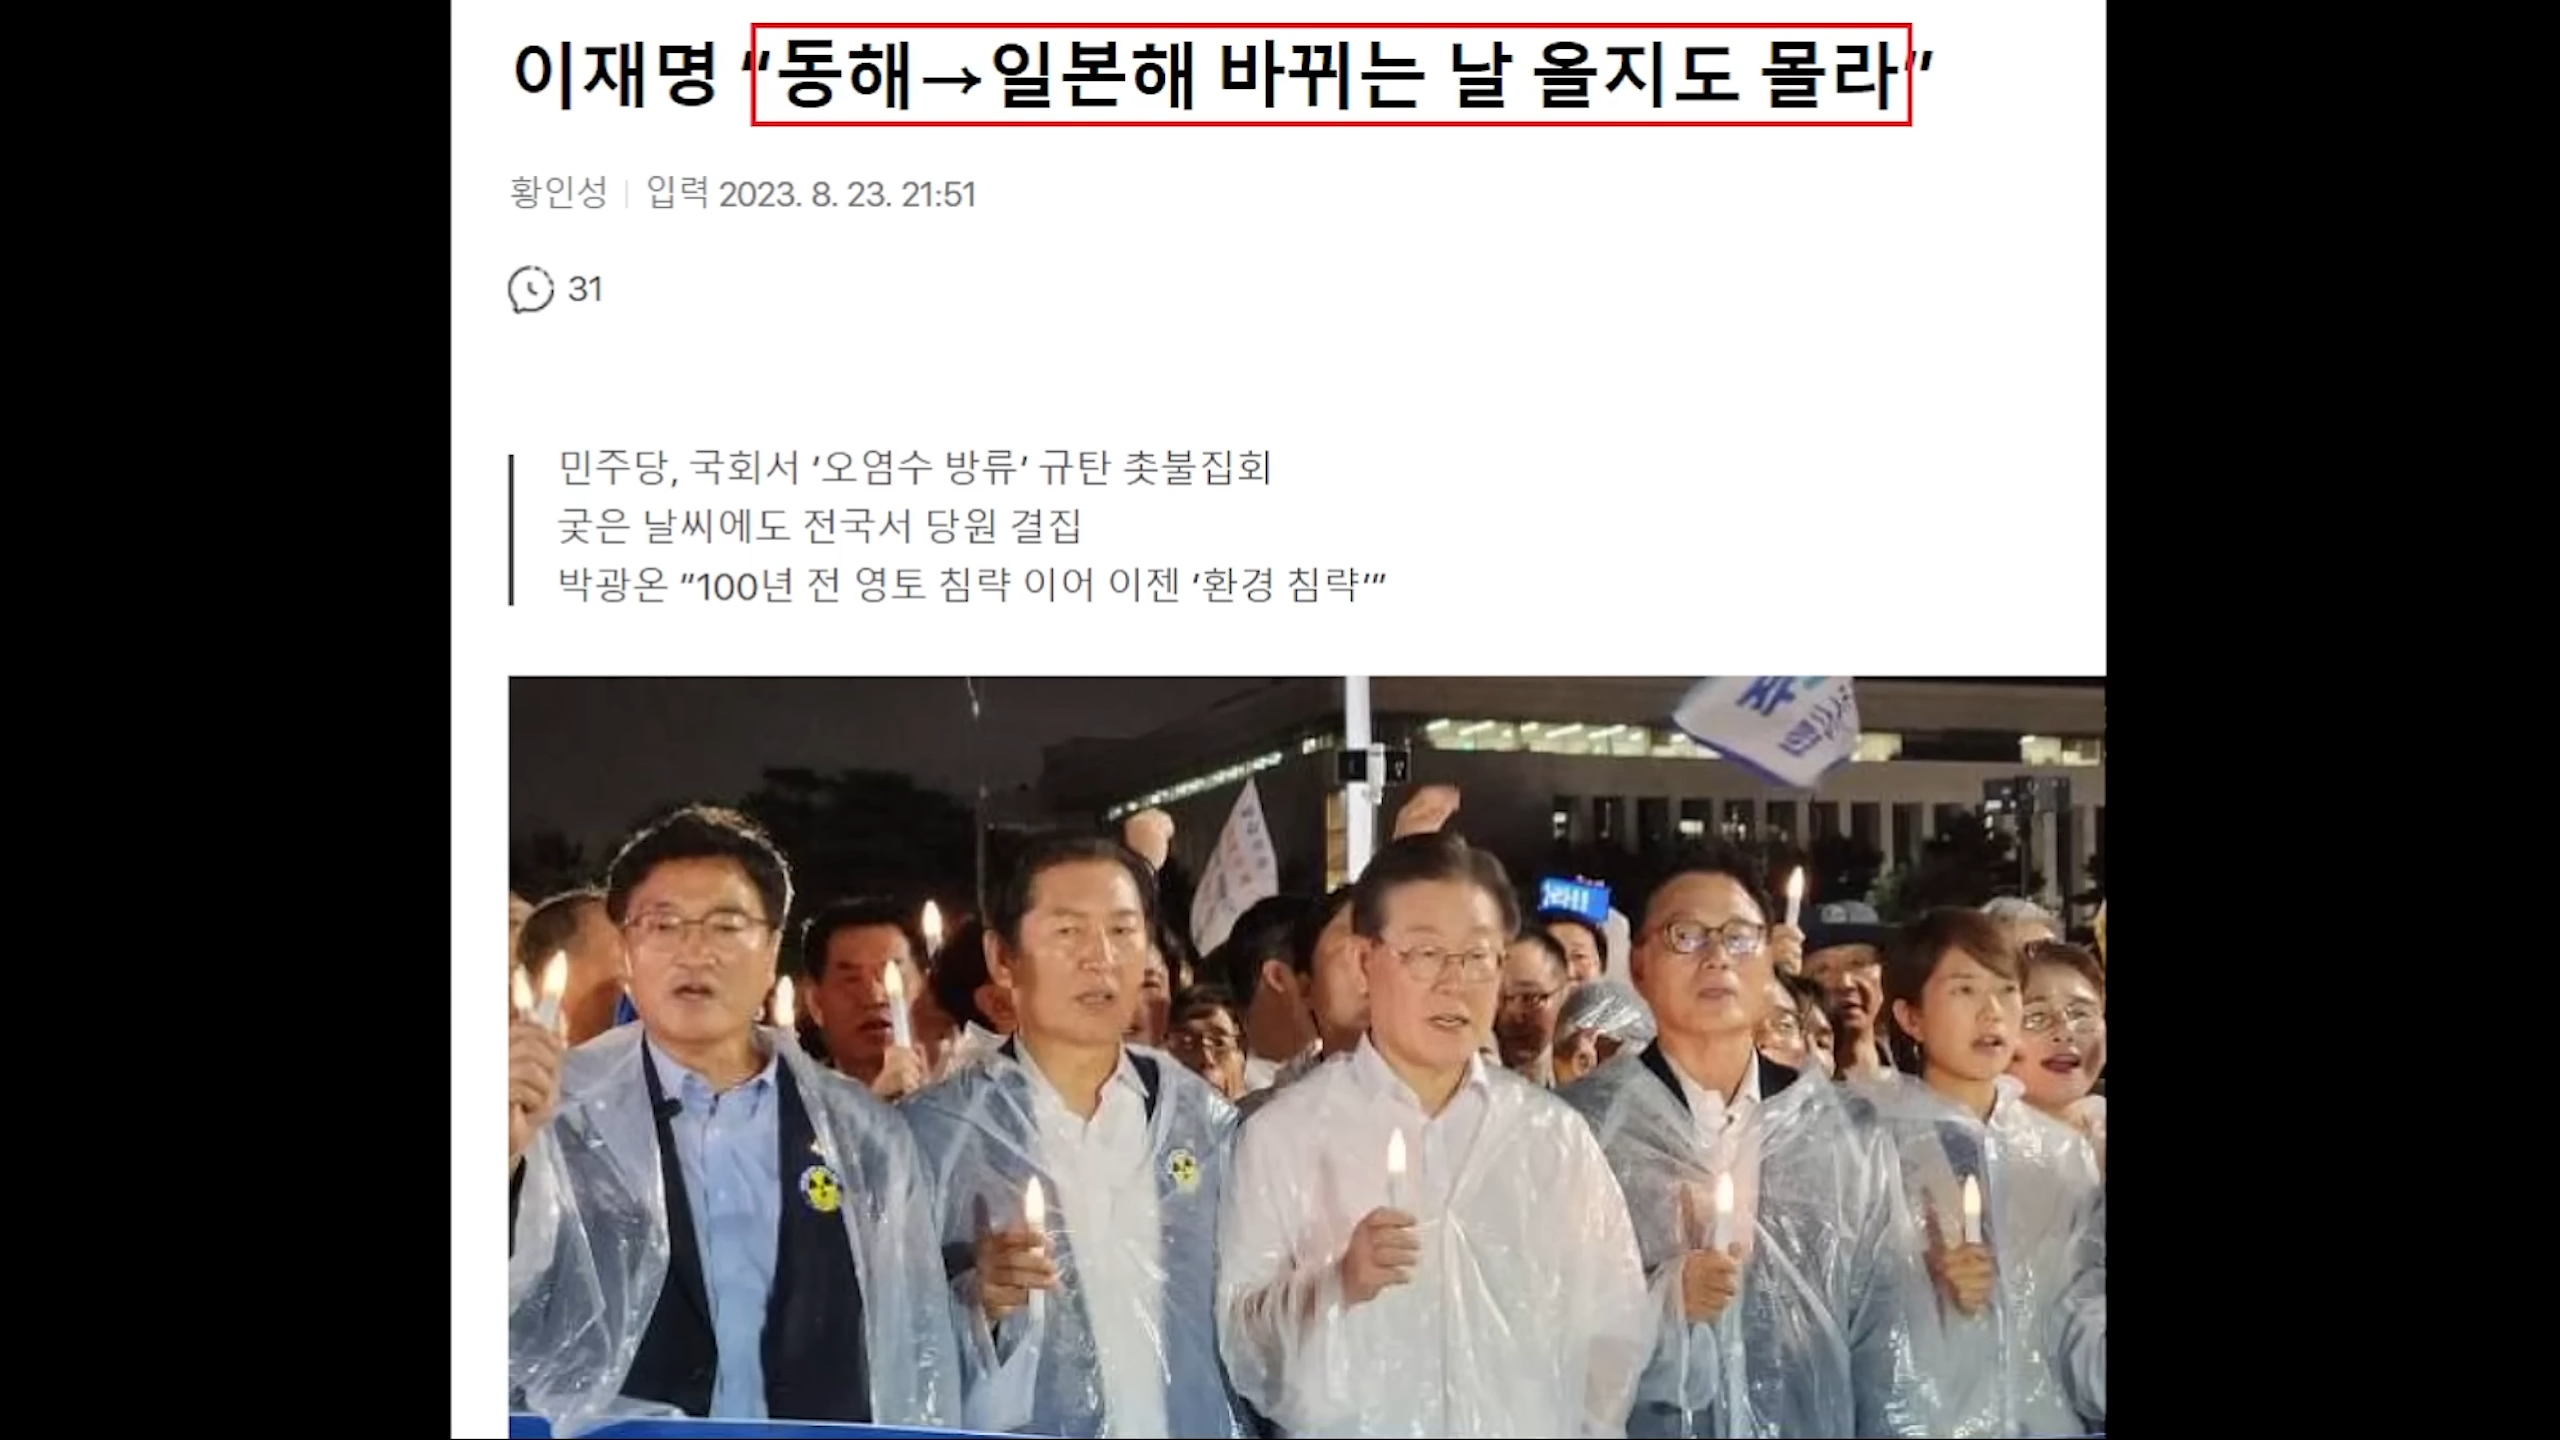 이재명 “동해→일본해 바뀌는 날 올지도 몰라”
황인성 | 입력 2023. 8. 23. 21:51
31
민주당, 국회서 ‘오염수 방류’ 규탄 촛불집회
궂은 날씨에도 전국서 당원 결집
박광온 “100년 전 영토 침략 이어 이젠 ‘환경 침략’”